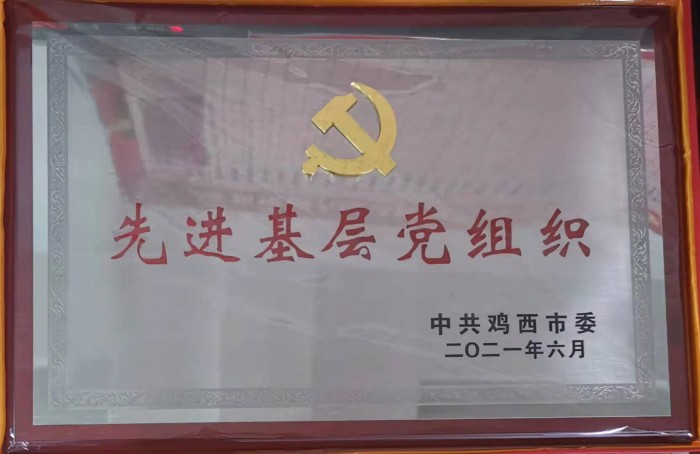 先进基层党组织
中共鸡西市委
二〇二一年六月